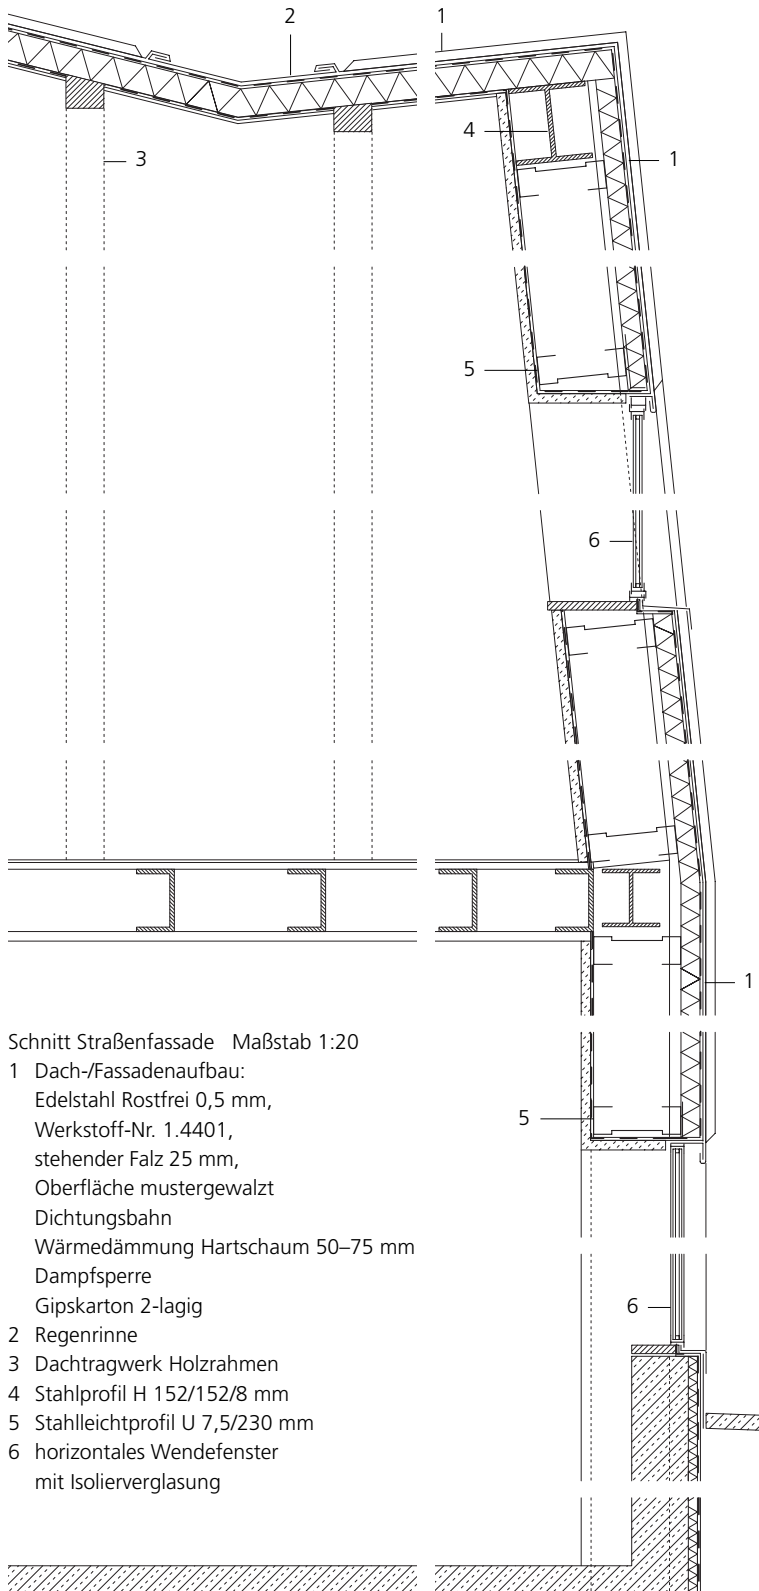 2
1
3
4
1
5
6
1
5
6
Schnitt Straßenfassade Maßstab 1:20
1 Dach-/Fassadenaufbau:
Edelstahl Rostfrei 0,5 mm,
Werkstoff-Nr. 1.4401,
stehender Falz 25 mm,
Oberfläche mustergewalzt
Dichtungsbahn
Wärmedämmung Hartschaum 50–75 mm
Dampfsperre
Gipskarton 2-lagig
2 Regenrinne
3 Dachtragwerk Holzrahmen
4 Stahlprofil H 152/152/8 mm
5 Stahlleichtprofil U 7,5/230 mm
6 horizontales Wendefenster
mit Isolierverglasung